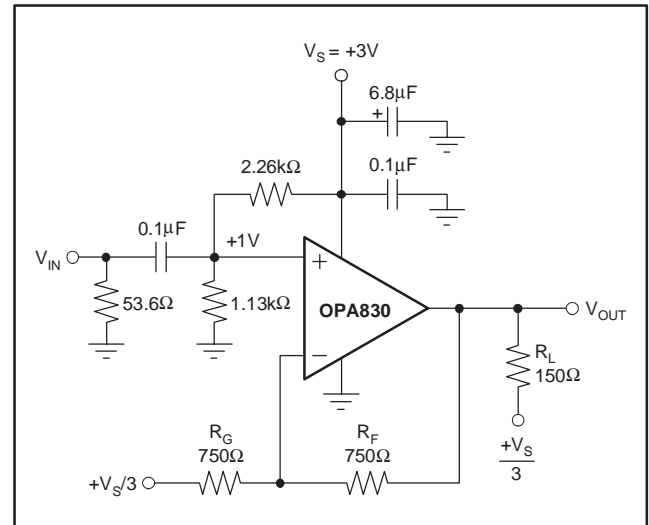 V_S = +3V
6.8μF
+
2.26kΩ
0.1μF
0.1μF
+1V
V_IN
+
53.6Ω
1.13kΩ
OPA830
V_OUT
−
R_L
150Ω
R_G
750Ω
R_F
750Ω
+V_S/3
+V_S
3